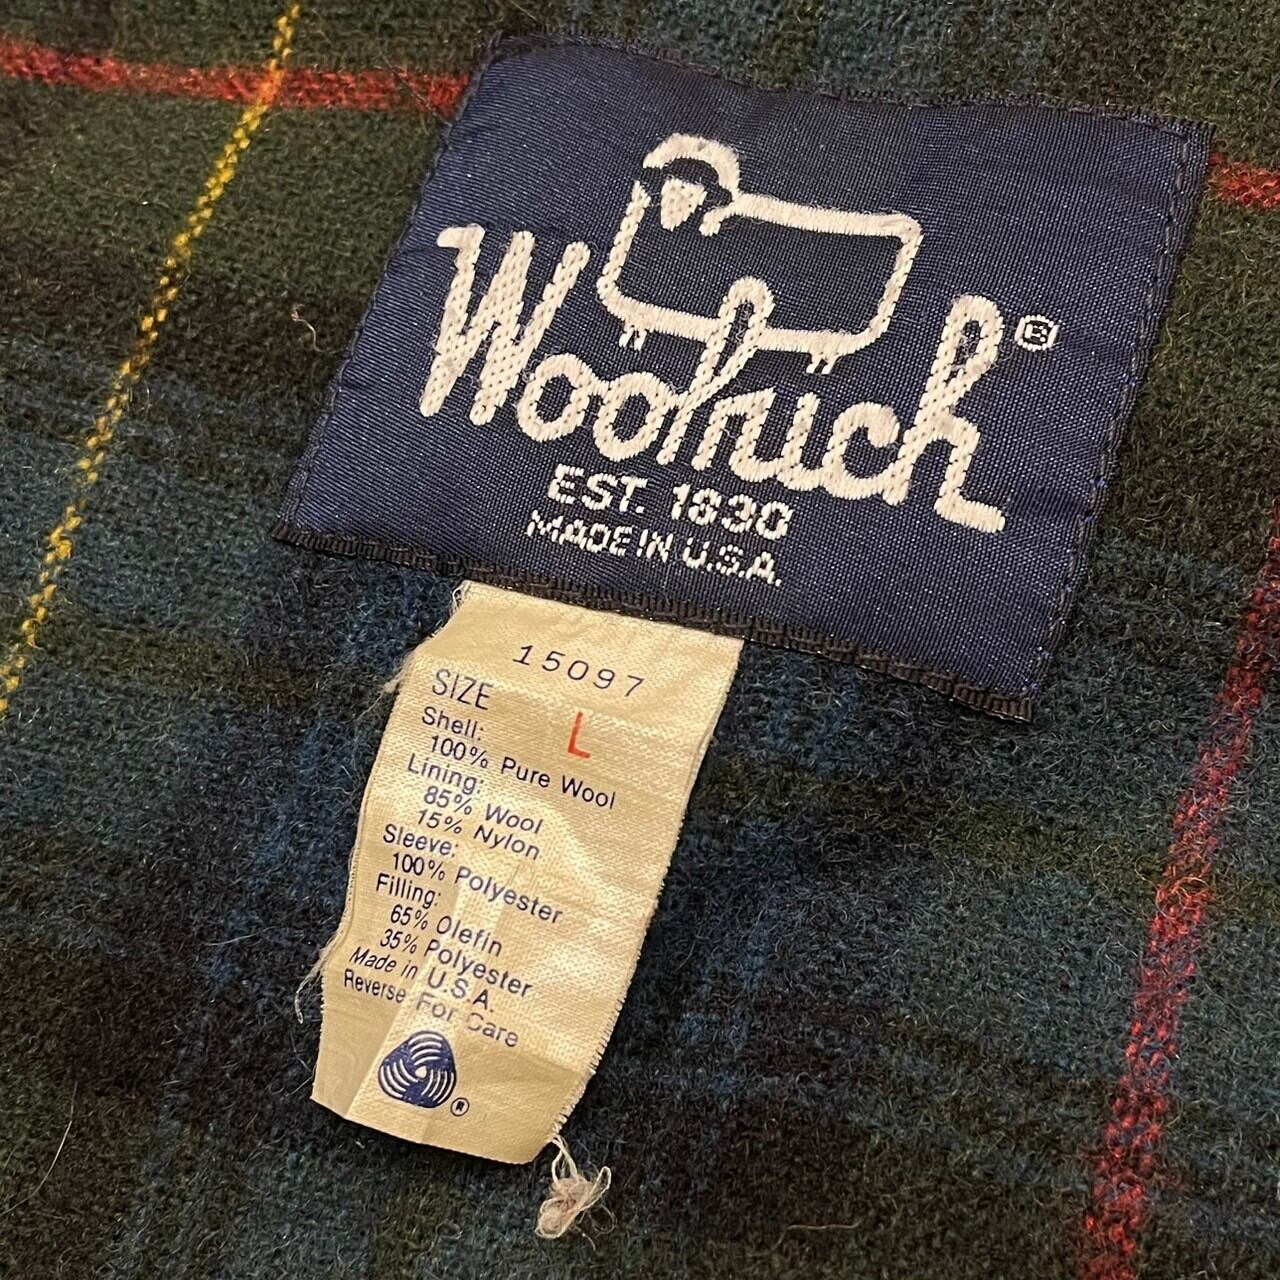 Woolrich®
EST. 1830
MADE IN U.S.A.
15097
SIZE
L
Shell:
100% Pure Wool
Lining:
85% Wool
15% Nylon
Sleeve:
100% Polyester
Filling:
65% Olefin
35% Polyester
Made in U.S.A.
Reverse For Care
®